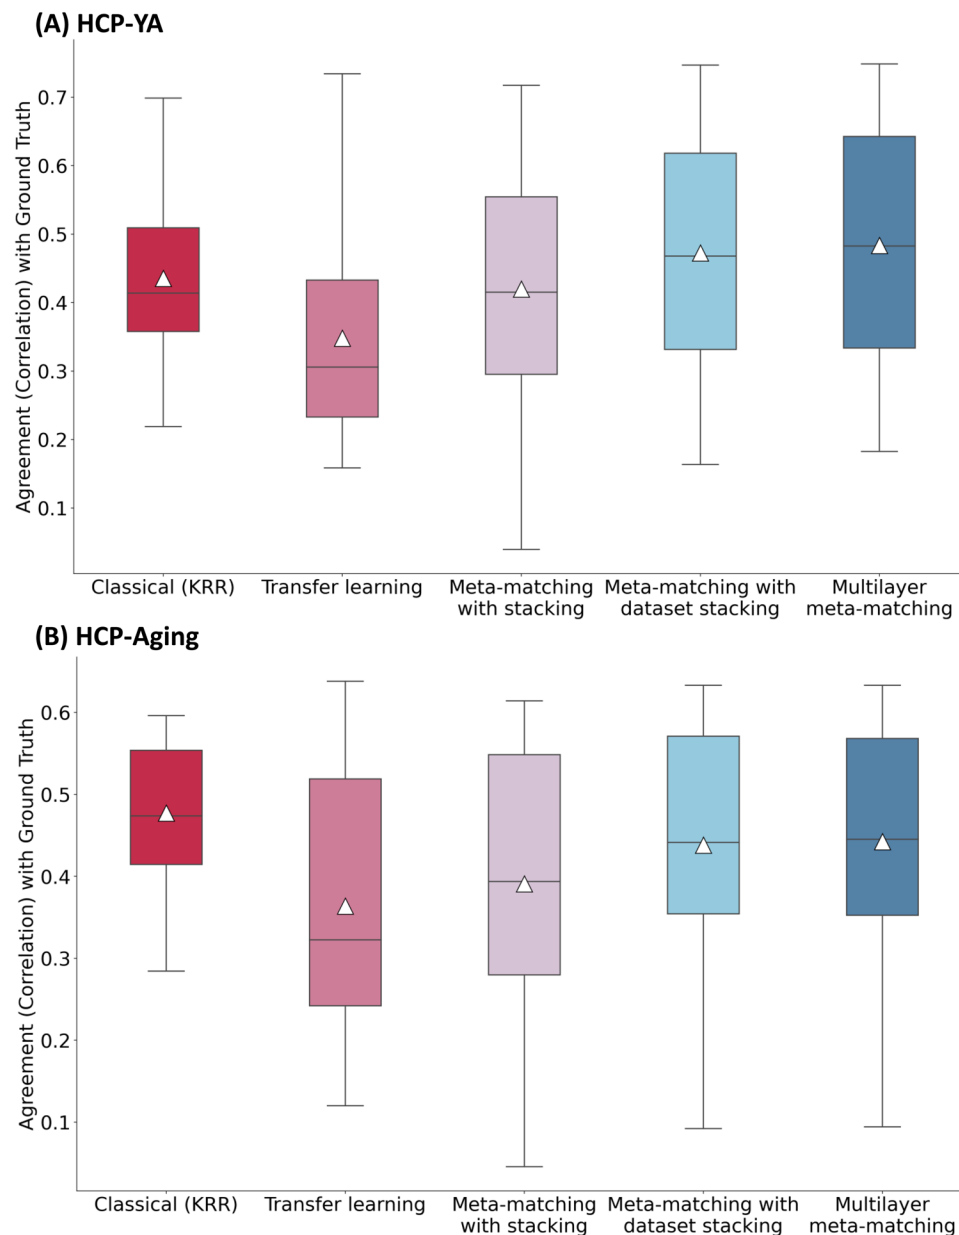 (A) HCP-YA
Agreement (Correlation) with Ground Truth
0.7
0.6
0.5
0.4
0.3
0.2
0.1
Classical (KRR)
Transfer learning
Meta-matching
with stacking
Meta-matching with
dataset stacking
Multilayer
meta-matching
(B) HCP-Aging
Agreement (Correlation) with Ground Truth
0.6
0.5
0.4
0.3
0.2
0.1
Classical (KRR)
Transfer learning
Meta-matching
with stacking
Meta-matching with
dataset stacking
Multilayer
meta-matching